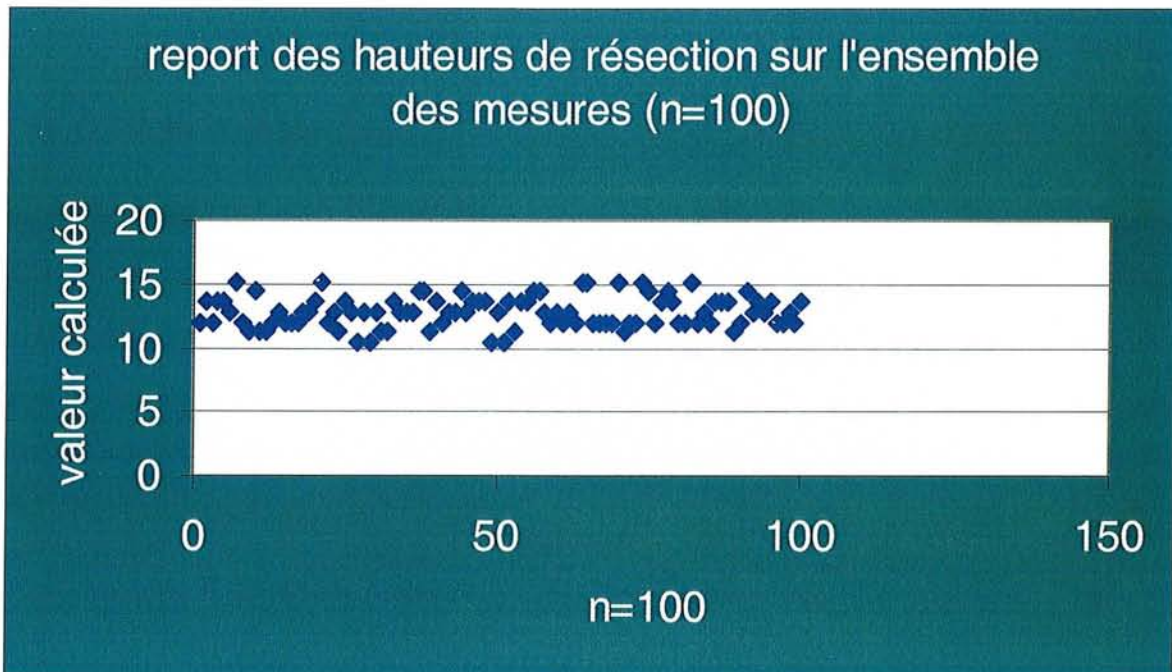 report des hauteurs de résection sur l'ensemble
des mesures (n=100)
valeur calculée
20
15
10
5
0
0 50 100 150
n=100